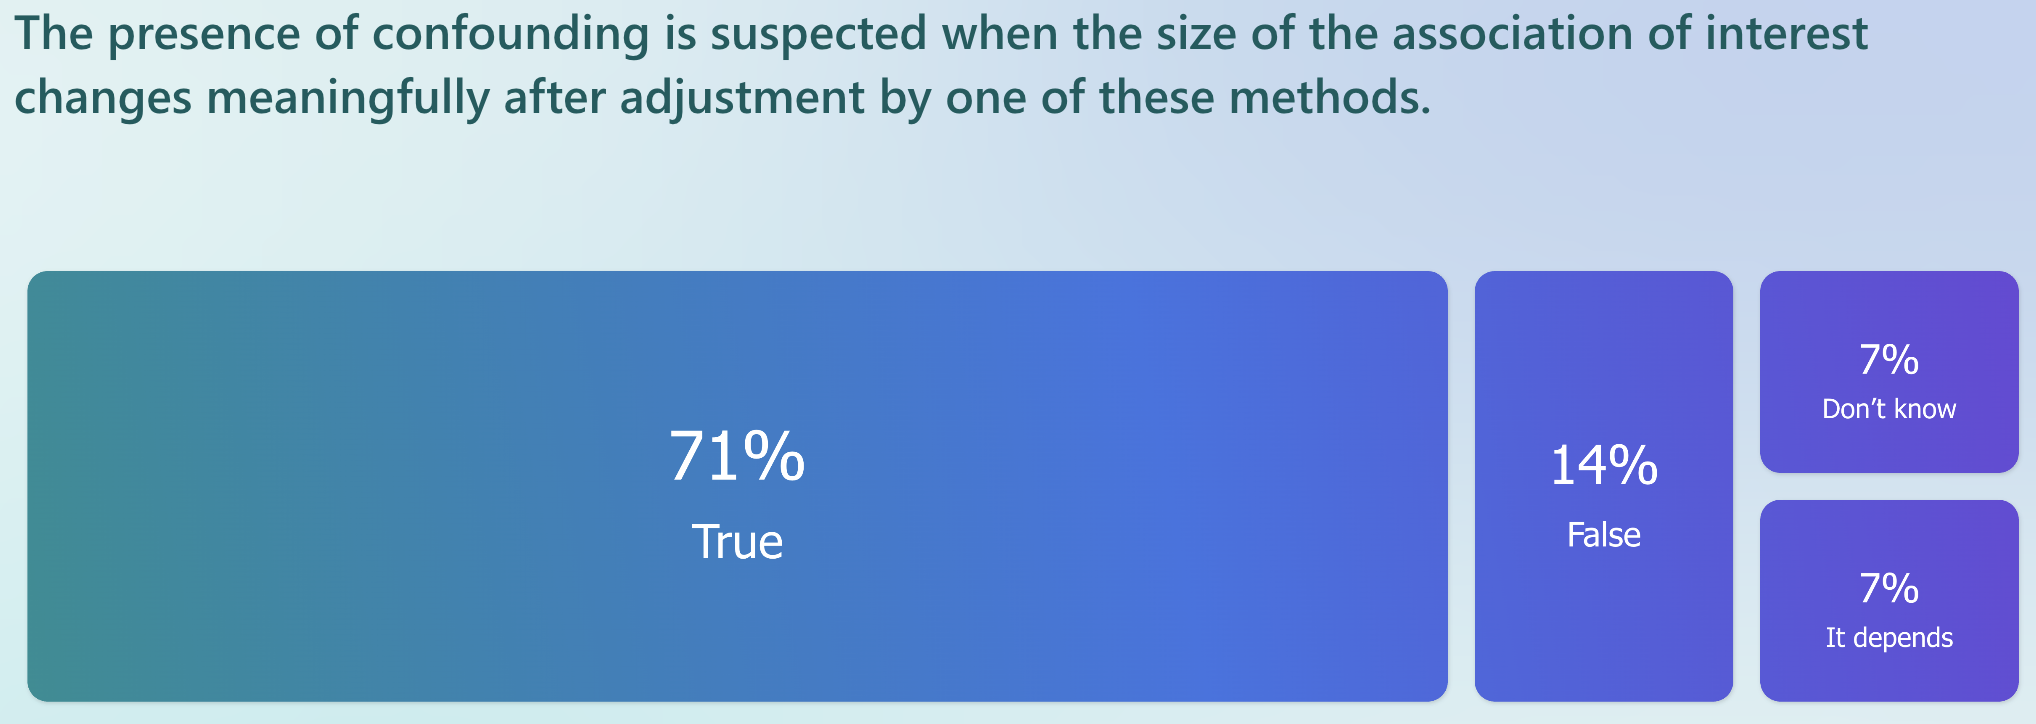 The presence of confounding is suspected when the size of the association of interest
changes meaningfully after adjustment by one of these methods.
71%
True
14%
False
7%
Don’t know
7%
It depends